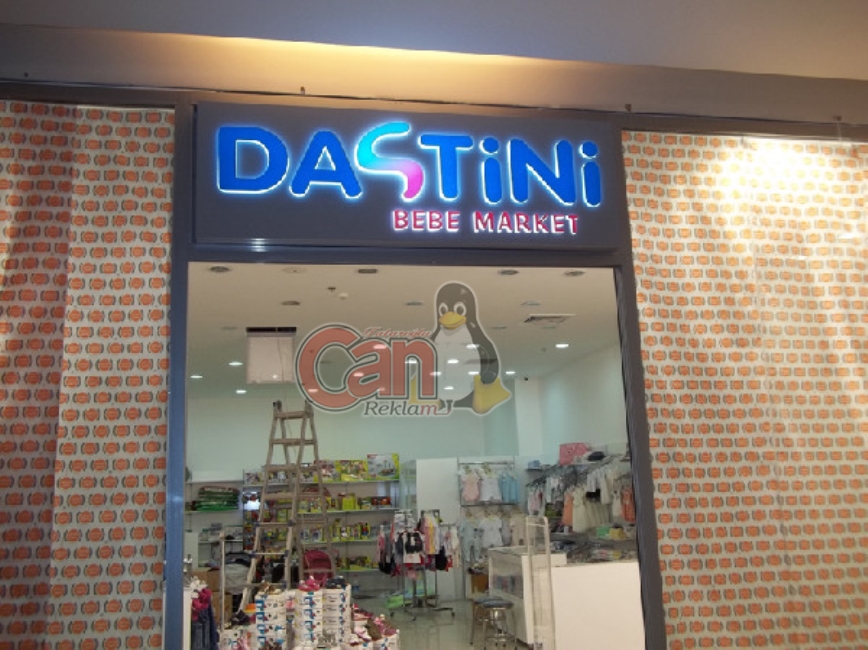 DASTiNi
BEBE MARKET
Can
Reklam